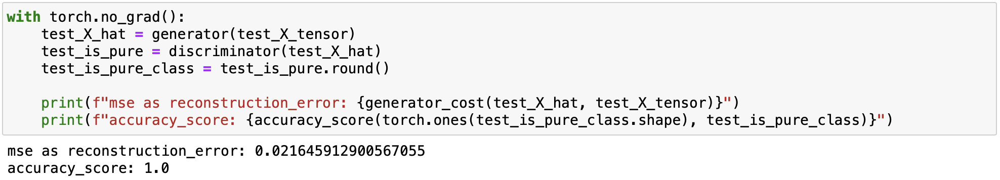 with torch.no_grad():
    test_X_hat = generator(test_X_tensor)
    test_is_pure = discriminator(test_X_hat)
    test_is_pure_class = test_is_pure.round()

    print(f"mse as reconstruction_error: {generator_cost(test_X_hat, test_X_tensor)}")
    print(f"accuracy_score: {accuracy_score(torch.ones(test_is_pure_class.shape), test_is_pure_class)}")
mse as reconstruction_error: 0.021645912900567055
accuracy_score: 1.0